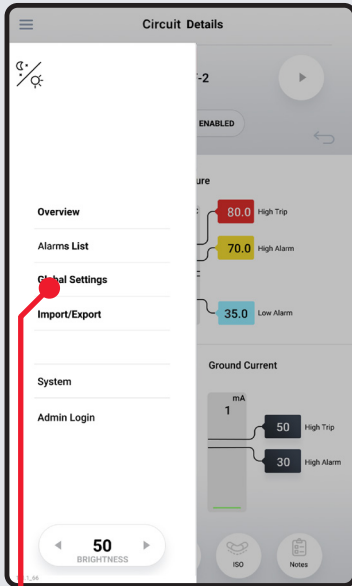 Circuit Details
-2
ENABLED
ure
80.0 High Trip
Overview
Alarms List
70.0 High Alarm
Global Settings
Import/Export
35.0 Low Alarm
Ground Current
System
mA
1
Admin Login
50 High Trip
30 High Alarm
50
BRIGHTNESS
ISO
Notes